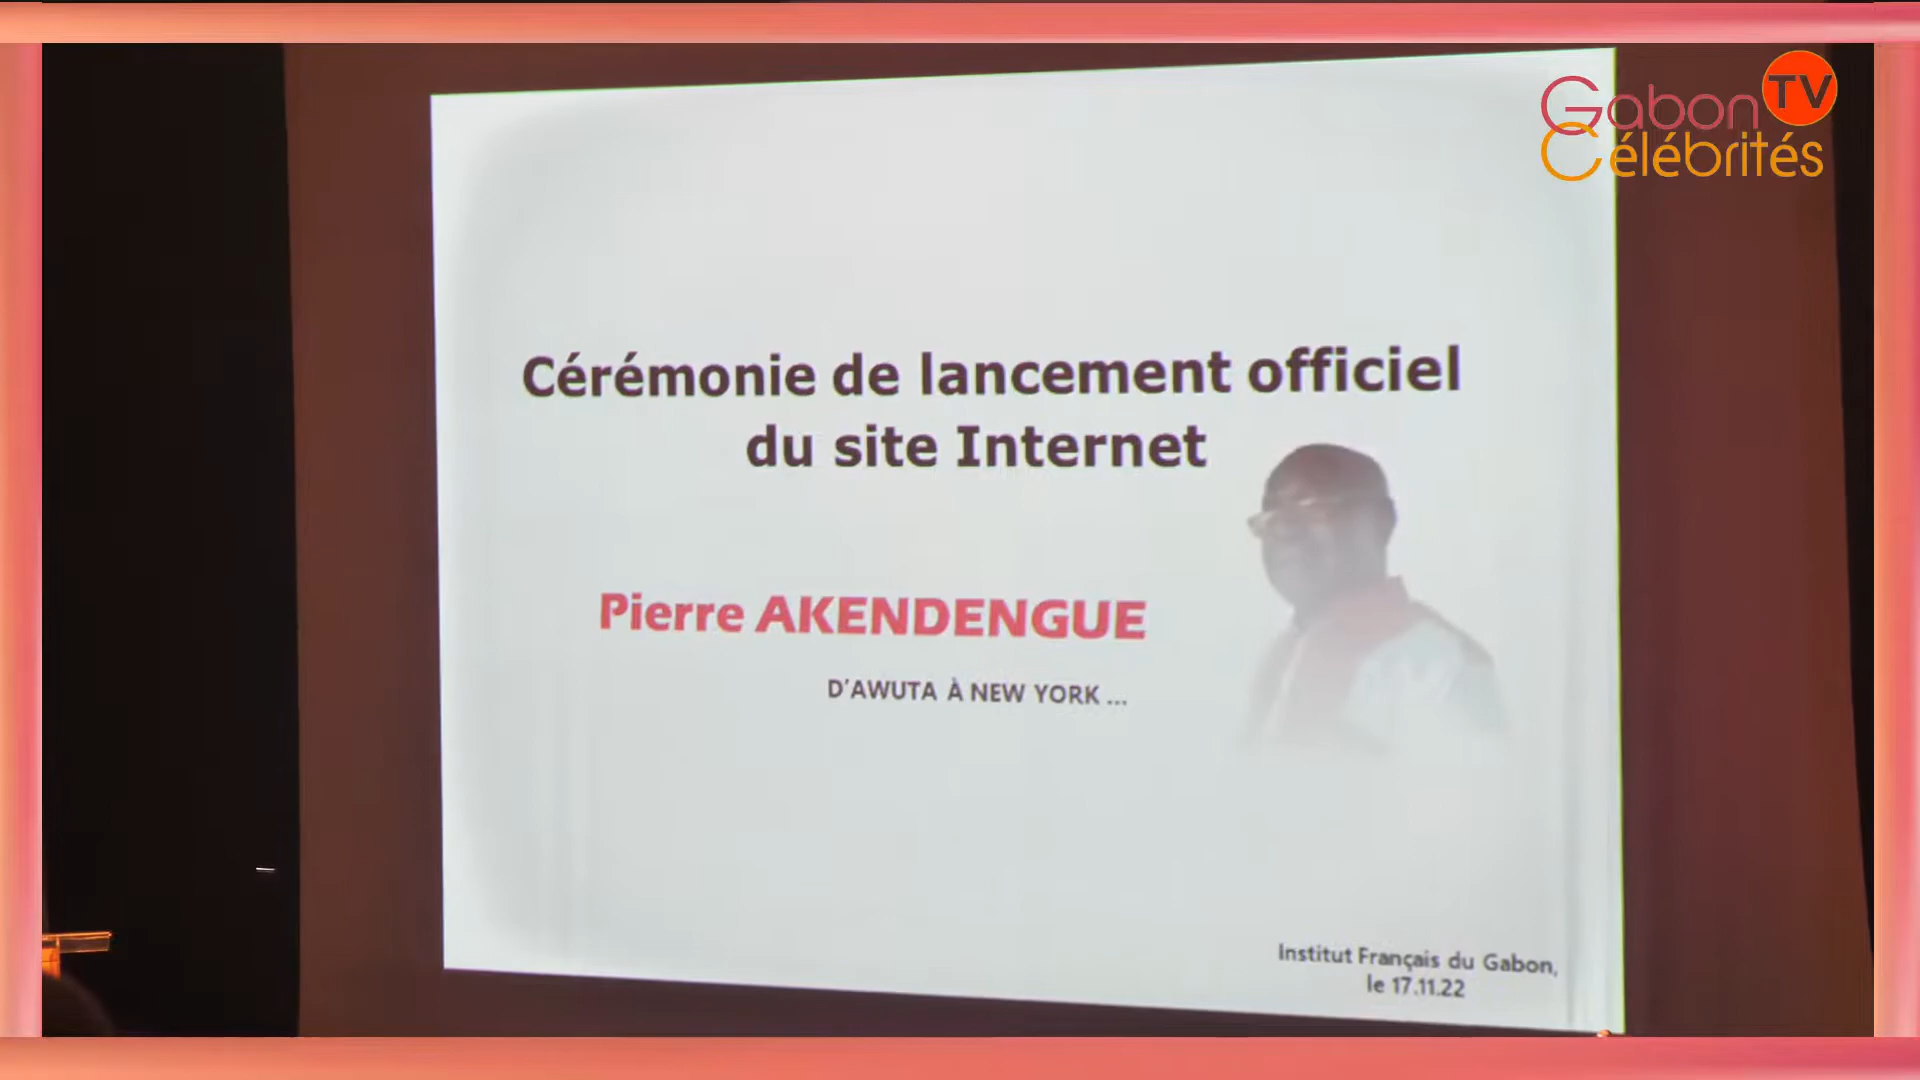 Gabon TV
Célébrités
Cérémonie de lancement officiel
du site Internet
Pierre AKENDENGUE
D'AWUTA À NEW YORK ...
Institut Français du Gabon,
le 17.11.22